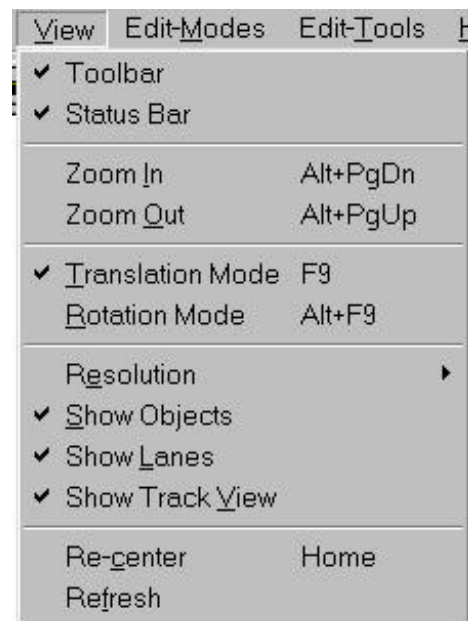 View Edit-Modes Edit-Tools H
✓ Toolbar
✓ Status Bar
Zoom In Alt+PgDn
Zoom Out Alt+PgUp
✓ Translation Mode F9
Rotation Mode Alt+F9
Resolution
✓ Show Objects
✓ Show Lanes
✓ Show Track View
Re-center Home
Refresh